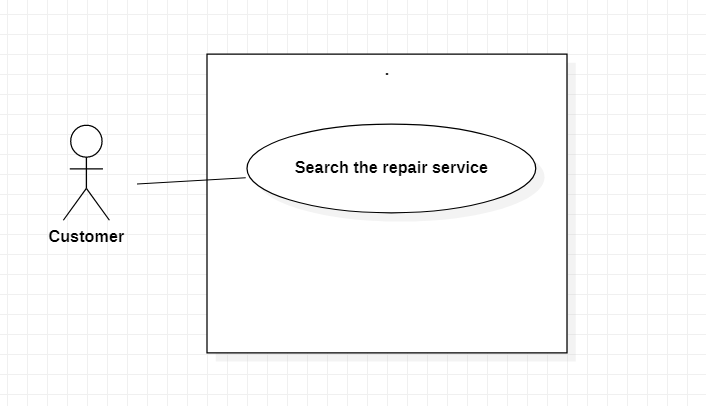 .
Search the repair service
Customer